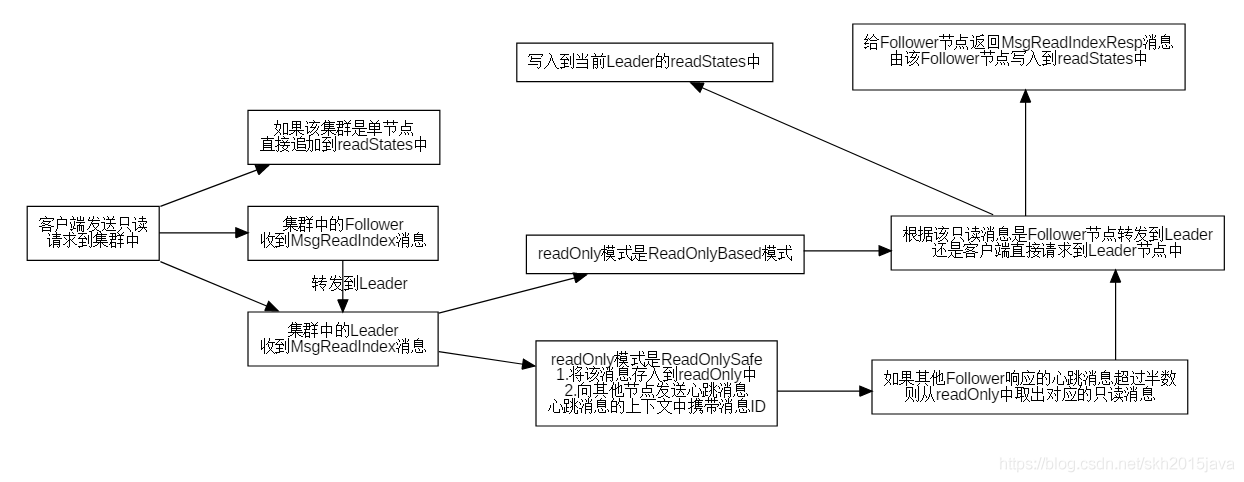 给Follower节点返回MsgReadIndexResp消息
由该Follower节点写入到readStates中
写入到当前Leader的readStates中
如果该集群是单节点
直接追加到readStates中
客户端发送只读
请求到集群中
集群中的Follower
收到MsgReadIndex消息
转发到Leader
集群中的Leader
收到MsgReadIndex消息
readOnly模式是ReadOnlyBased模式
根据该只读消息是Follower节点转发到Leader
还是客户端直接请求到Leader节点中
readOnly模式是ReadOnlySafe
1.将该消息存入到readOnly中
2.向其他节点发送心跳消息
心跳消息的上下文中携带消息ID
如果其他Follower响应的心跳消息超过半数
则从readOnly中取出对应的只读消息
https://blog.csdn.net/skh2015java